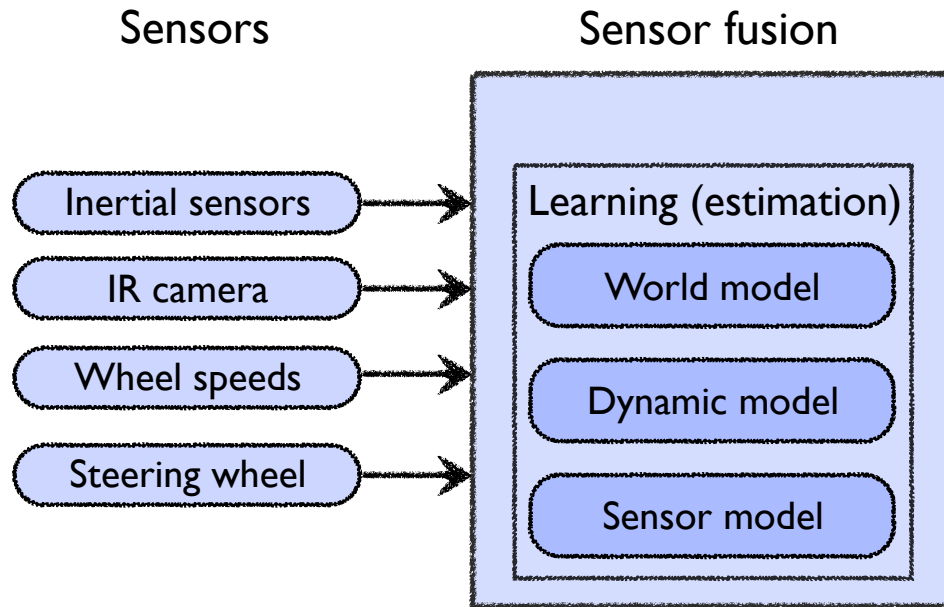 Sensors
Sensor fusion
Inertial sensors
IR camera
Wheel speeds
Steering wheel
Learning (estimation)
World model
Dynamic model
Sensor model